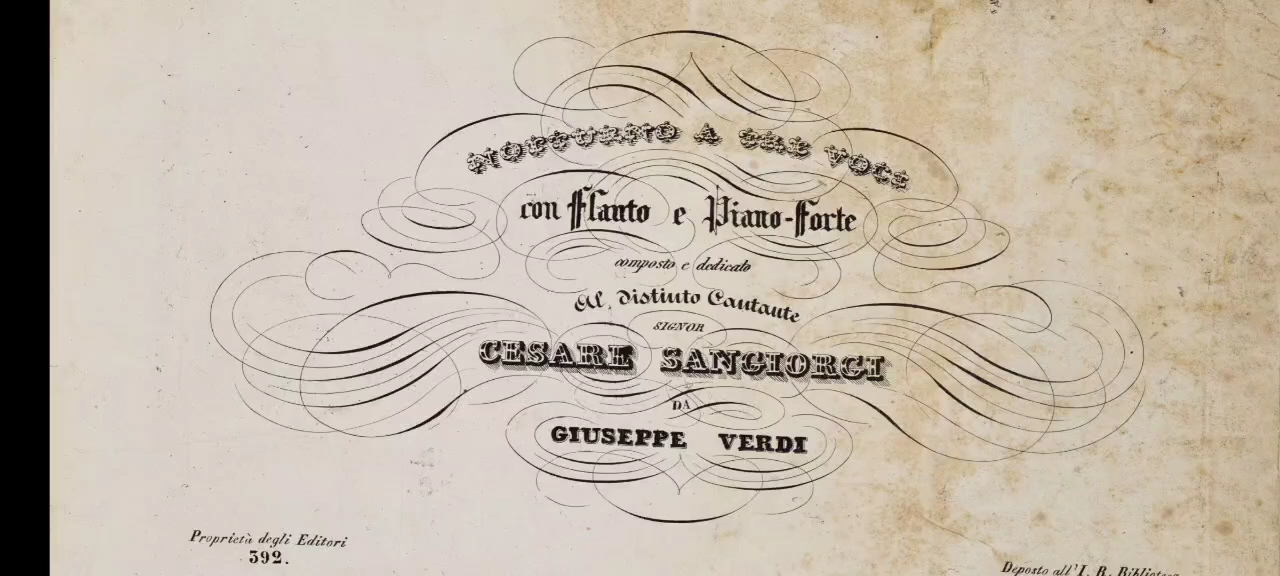 NOTTURNO A TRE VOCI
con Flauto e Piano-Forte
composto e dedicato
Al distinto Cantante
SIGNOR
CESARE SANGIORGI
DA
GIUSEPPE VERDI
Proprietà degli Editori
392.
Deposto all'I. R. Biblioteca